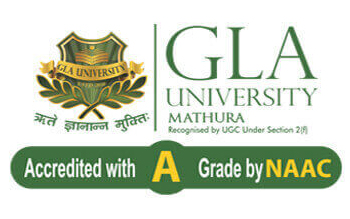 GLA UNIVERSITY
ऋते ज्ञानान्न मुक्तिः
GLA
UNIVERSITY
MATHURA
Recognised by UGC Under Section 2(f)
Accredited with A Grade by NAAC